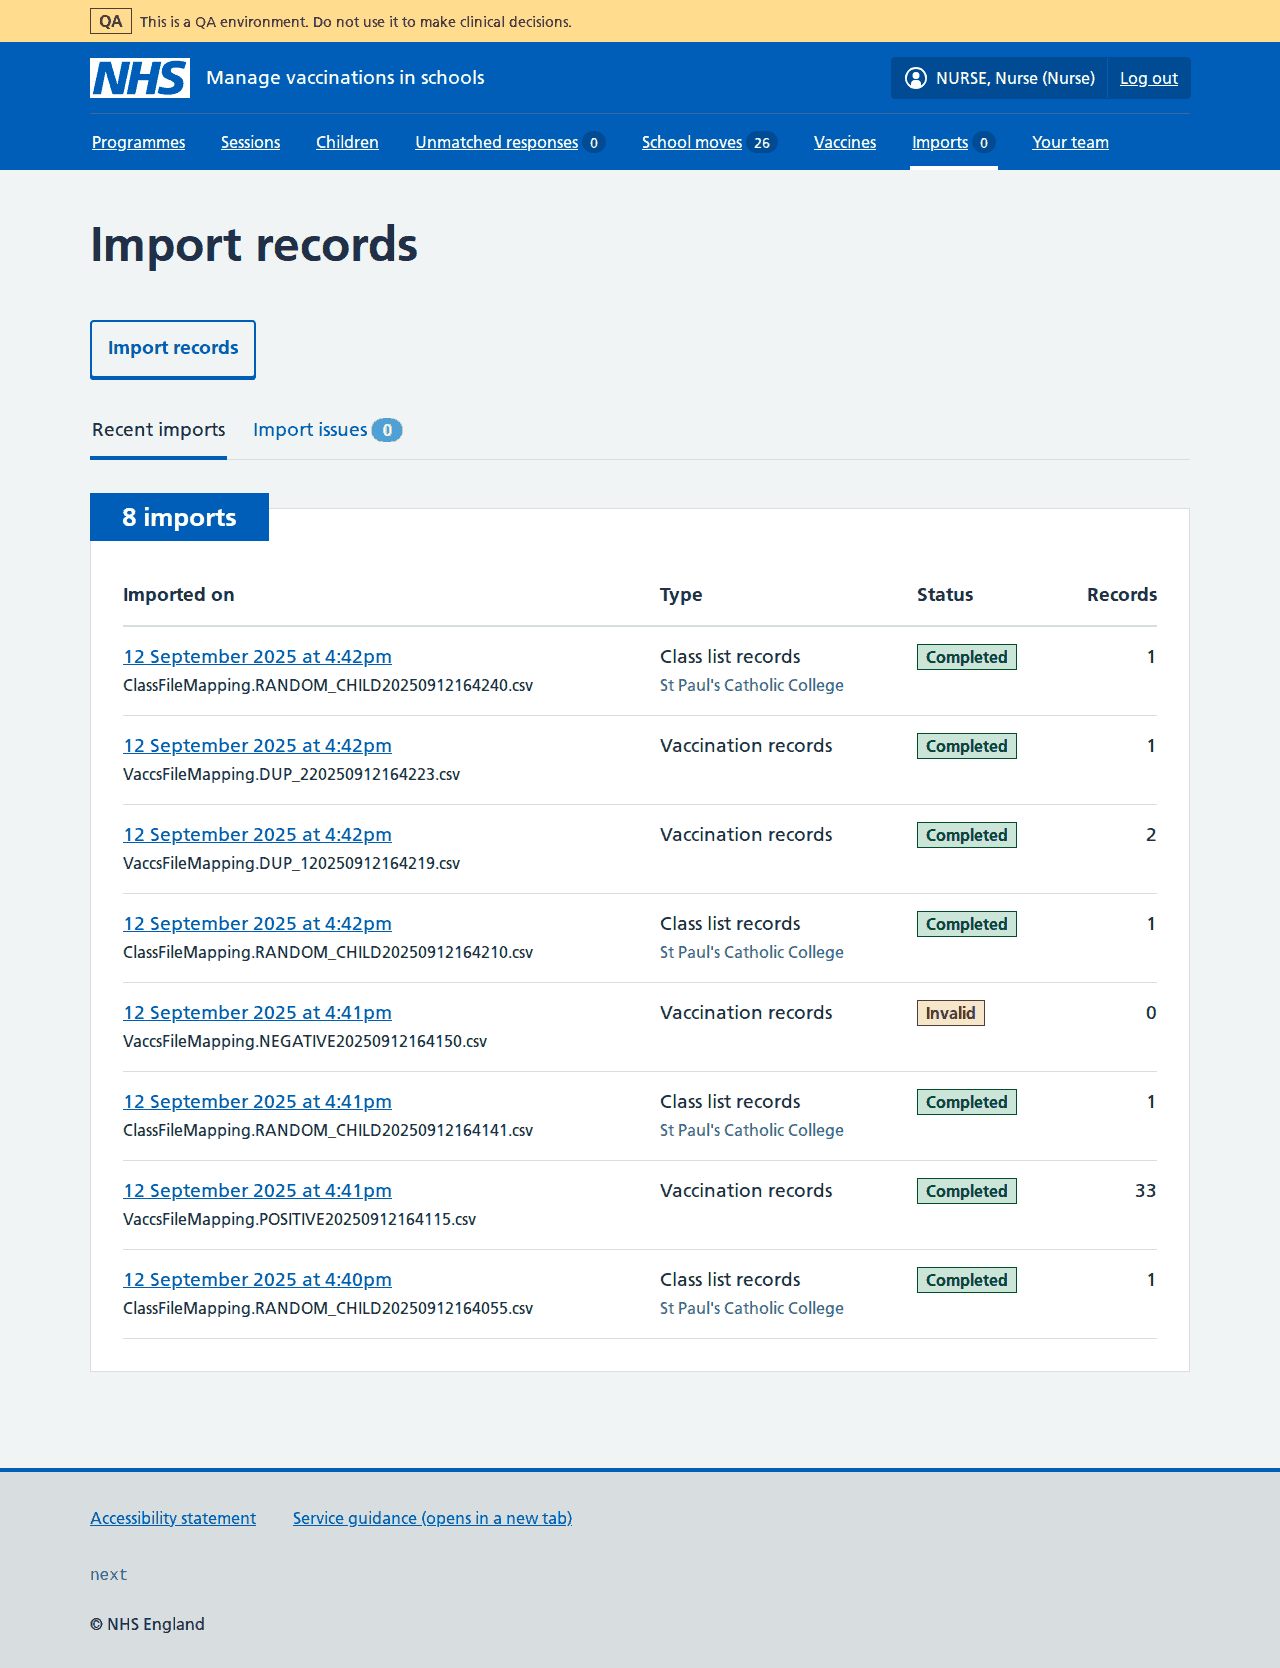 QA This is a QA environment. Do not use it to make clinical decisions.
NHS Manage vaccinations in schools NURSE, Nurse (Nurse) Log out
Programmes Sessions Children Unmatched responses 0 School moves 26 Vaccines Imports 0 Your team
Import records
Import records
Recent imports Import issues 0
8 imports
Imported on Type Status Records
12 September 2025 at 4:42pm Class list records Completed 1
ClassFileMapping.RANDOM_CHILD20250912164240.csv St Paul's Catholic College
12 September 2025 at 4:42pm Vaccination records Completed 1
VaccsFileMapping.DUP_220250912164223.csv
12 September 2025 at 4:42pm Vaccination records Completed 2
VaccsFileMapping.DUP_120250912164219.csv
12 September 2025 at 4:42pm Class list records Completed 1
ClassFileMapping.RANDOM_CHILD20250912164210.csv St Paul's Catholic College
12 September 2025 at 4:41pm Vaccination records Invalid 0
VaccsFileMapping.NEGATIVE20250912164150.csv
12 September 2025 at 4:41pm Class list records Completed 1
ClassFileMapping.RANDOM_CHILD20250912164141.csv St Paul's Catholic College
12 September 2025 at 4:41pm Vaccination records Completed 33
VaccsFileMapping.POSITIVE20250912164115.csv
12 September 2025 at 4:40pm Class list records Completed 1
ClassFileMapping.RANDOM_CHILD20250912164055.csv St Paul's Catholic College
Accessibility statement Service guidance (opens in a new tab)
next
© NHS England